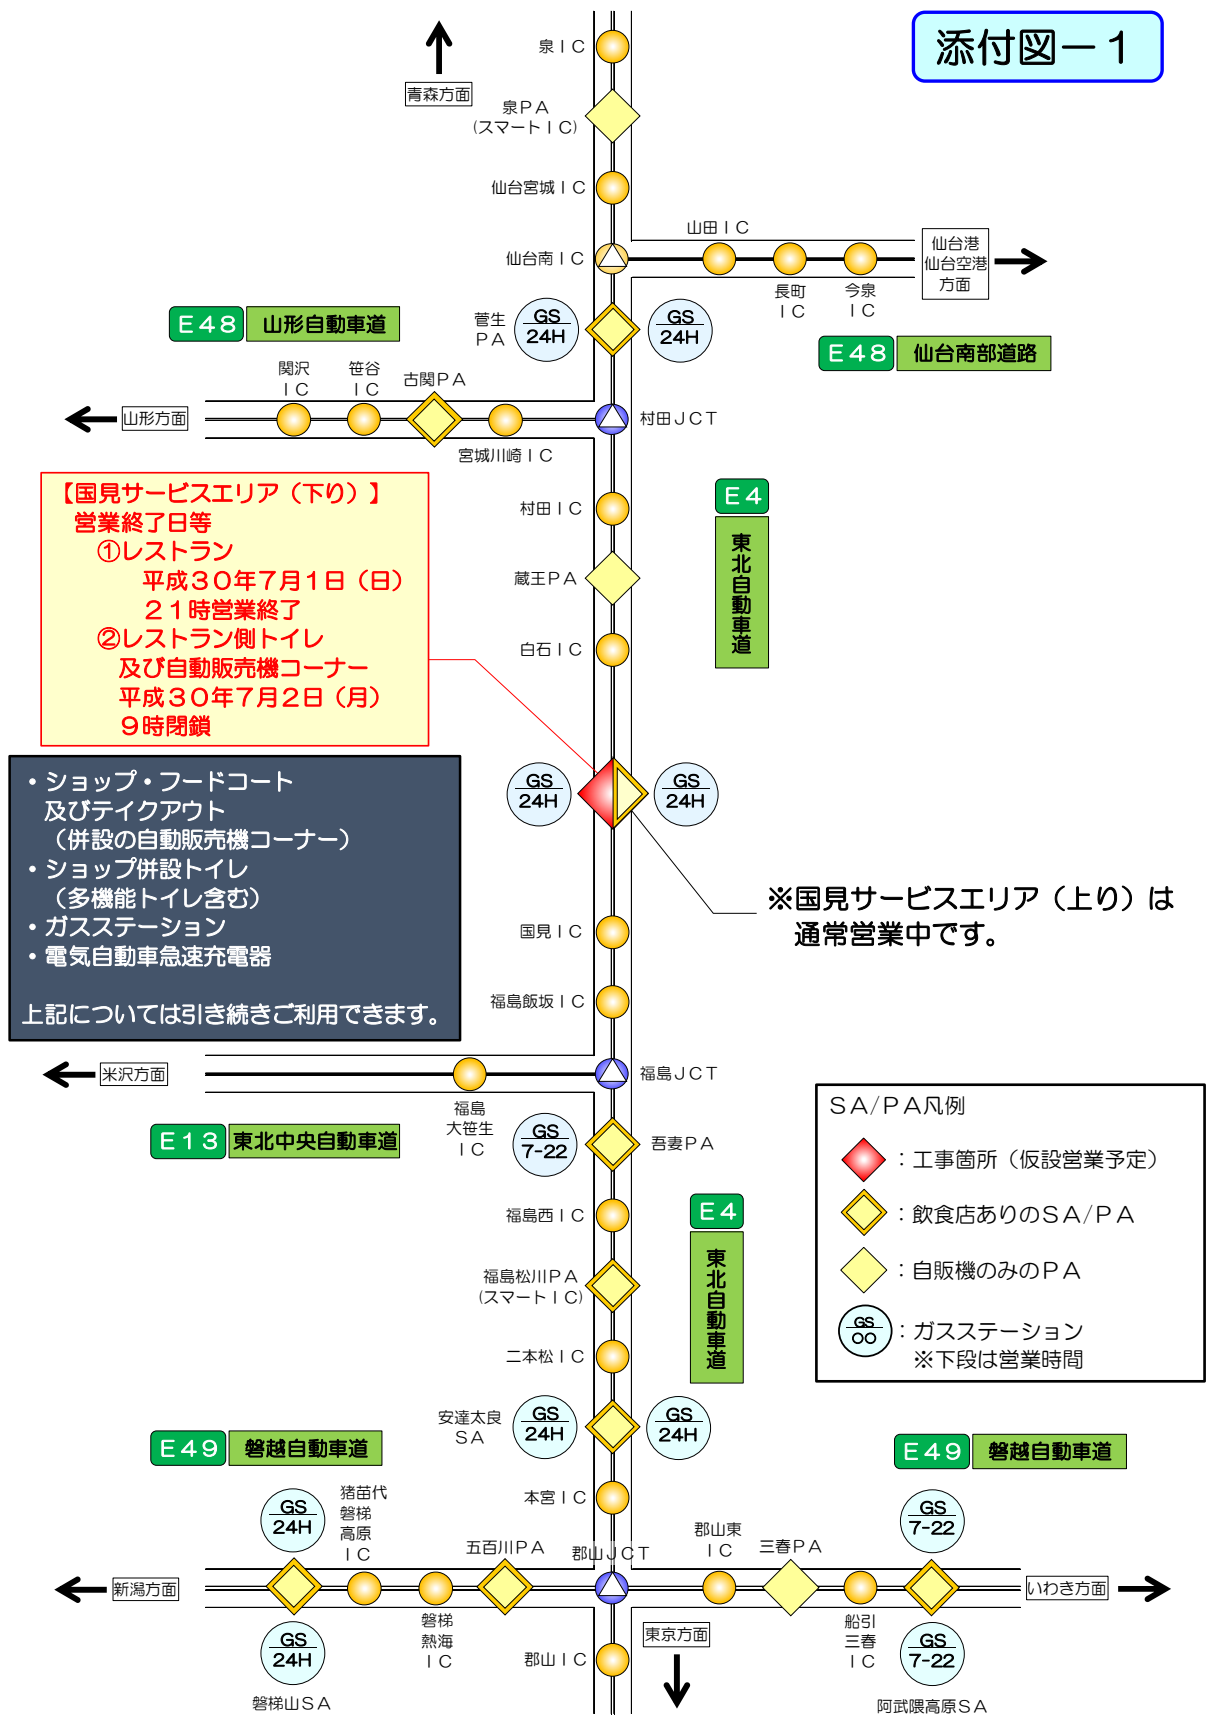 添付図－１
泉ＩＣ
青森方面
泉ＰＡ
(スマートＩＣ)
仙台宮城ＩＣ
山田ＩＣ
仙台港
仙台空港
方面
仙台南ＩＣ
長町
ＩＣ
今泉
ＩＣ
E48 山形自動車道
菅生
ＰＡ
GS
24H
GS
24H
E48 仙台南部道路
関沢
ＩＣ
笹谷
ＩＣ
古関ＰＡ
山形方面
村田ＪＣＴ
宮城川崎ＩＣ
【国見サービスエリア（下り）】
営業終了日等
①レストラン
平成３０年７月１日（日）
２１時営業終了
②レストラン側トイレ
及び自動販売機コーナー
平成３０年７月２日（月）
９時閉鎖
村田ＩＣ
E4
東北自動車道
蔵王ＰＡ
白石ＩＣ
・ショップ・フードコート
及びテイクアウト
（併設の自動販売機コーナー）
・ショップ併設トイレ
（多機能トイレ含む）
・ガスステーション
・電気自動車急速充電器
上記については引き続きご利用できます。
GS
24H
GS
24H
※国見サービスエリア（上り）は
通常営業中です。
国見ＩＣ
福島飯坂ＩＣ
米沢方面
福島ＪＣＴ
福島
大笹生
ＩＣ
E13 東北中央自動車道
GS
7-22
吾妻ＰＡ
SA/PA凡例
：工事箇所（仮設営業予定）
：飲食店ありのSA/PA
：自販機のみのPA
GS
○○
：ガスステーション
※下段は営業時間
福島西ＩＣ
E4
東北自動車道
福島松川ＰＡ
(スマートＩＣ)
二本松ＩＣ
安達太良
ＳＡ
GS
24H
GS
24H
E49 磐越自動車道
E49 磐越自動車道
本宮ＩＣ
GS
24H
猪苗代
磐梯
高原
ＩＣ
五百川ＰＡ
郡山ＪＣＴ
郡山東
ＩＣ
三春ＰＡ
GS
7-22
新潟方面
いわき方面
GS
24H
磐梯山ＳＡ
磐梯
熱海
ＩＣ
郡山ＩＣ
東京方面
船引
三春
ＩＣ
GS
7-22
阿武隈高原ＳＡ